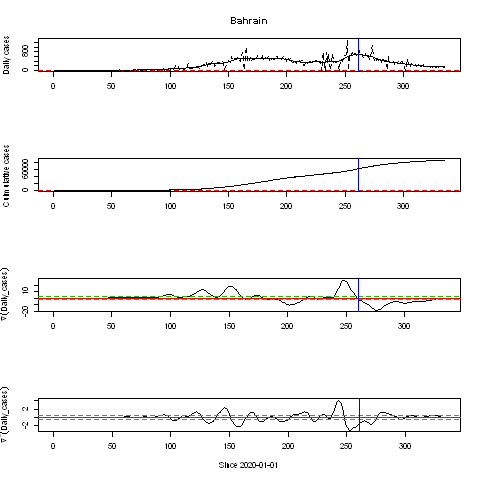 Bahrain
Daily cases
0 800
0 50 100 150 200 250 300
Cumulative cases
0 60000
0 50 100 150 200 250 300
∇(Daily_cases)
-20 10
0 50 100 150 200 250 300
(Daily_cases)
-2 2
0 50 100 150 200 250 300
Since 2020-01-01